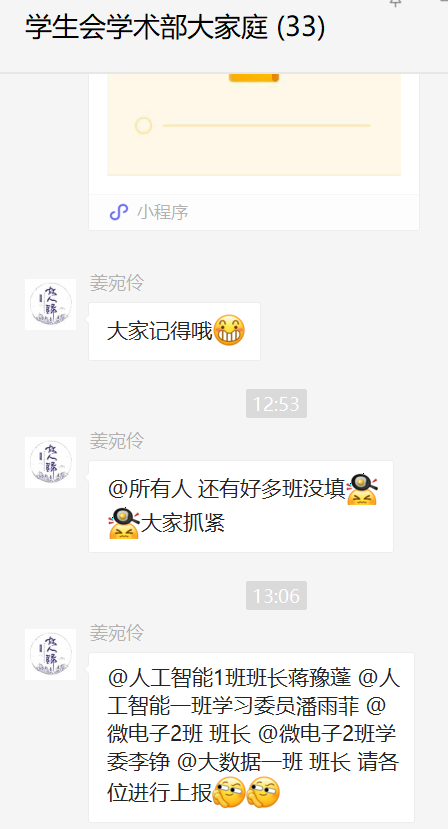 学生会学术部大家庭 (33)
小程序
姜宛伶
大家记得哦
12:53
姜宛伶
@所有人 还有好多班没填
大家抓紧
13:06
姜宛伶
@人工智能1班班长蒋豫蓬 @人
工智能一班学习委员潘雨菲 @
微电子2班 班长 @微电子2班学
委李铮 @大数据一班 班长 请各
位进行上报